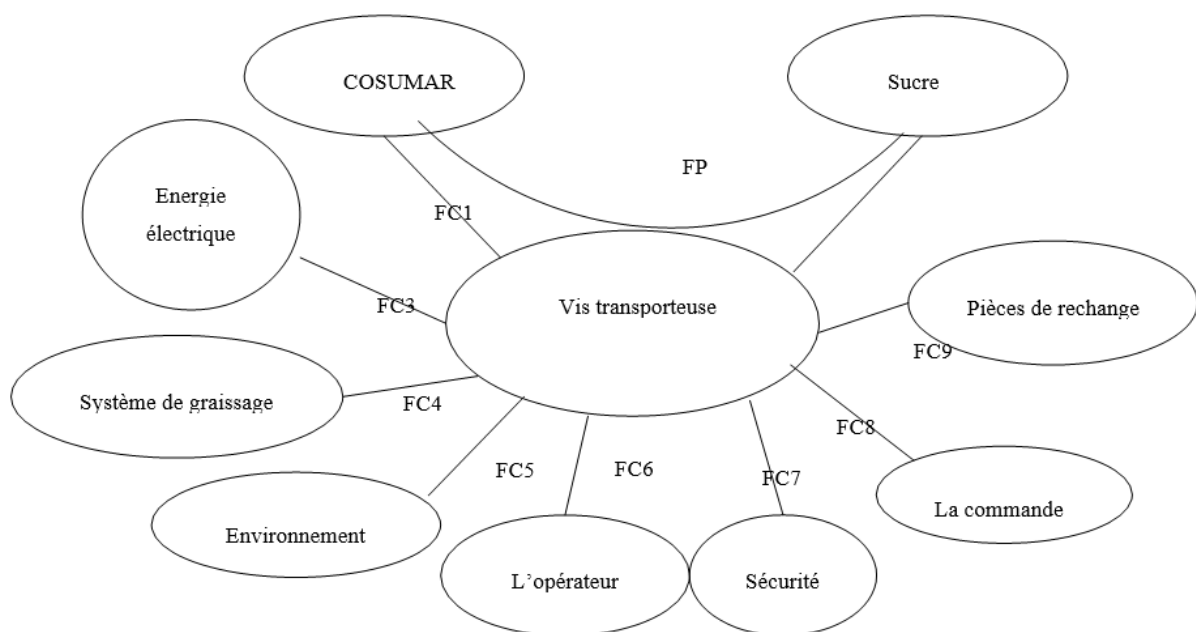 COSUMAR
Sucre
FP
Energie
électrique
FC1
FC3
Vis transporteuse
Pièces de rechange
FC9
Système de graissage
FC4
FC8
FC5
FC6
FC7
La commande
Environnement
L'opérateur
Sécurité